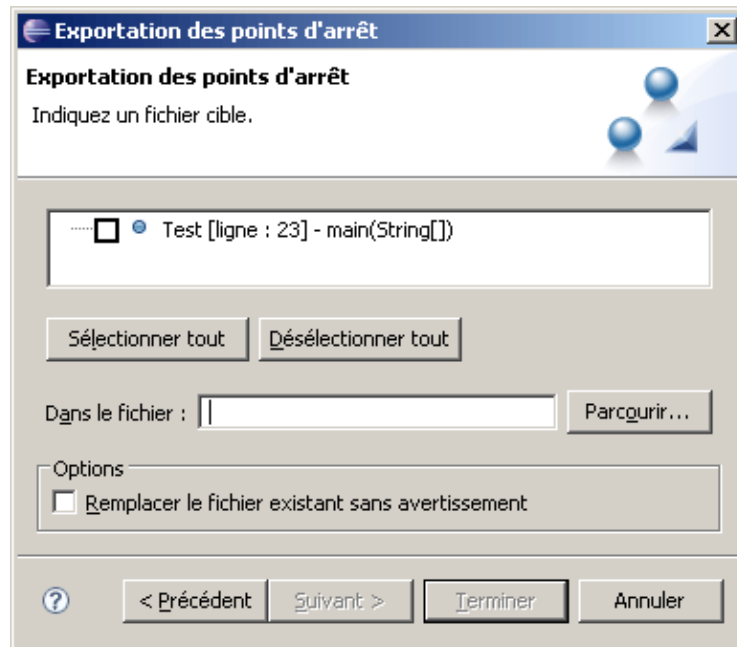 Exportation des points d'arrêt
Exportation des points d'arrêt
Indiquez un fichier cible.
Test [ligne : 23] - main(String[])
Sélectionner tout
Désélectionner tout
Dans le fichier :
Parcourir...
Options
Remplacer le fichier existant sans avertissement
?
< Précédent
Suivant >
Terminer
Annuler